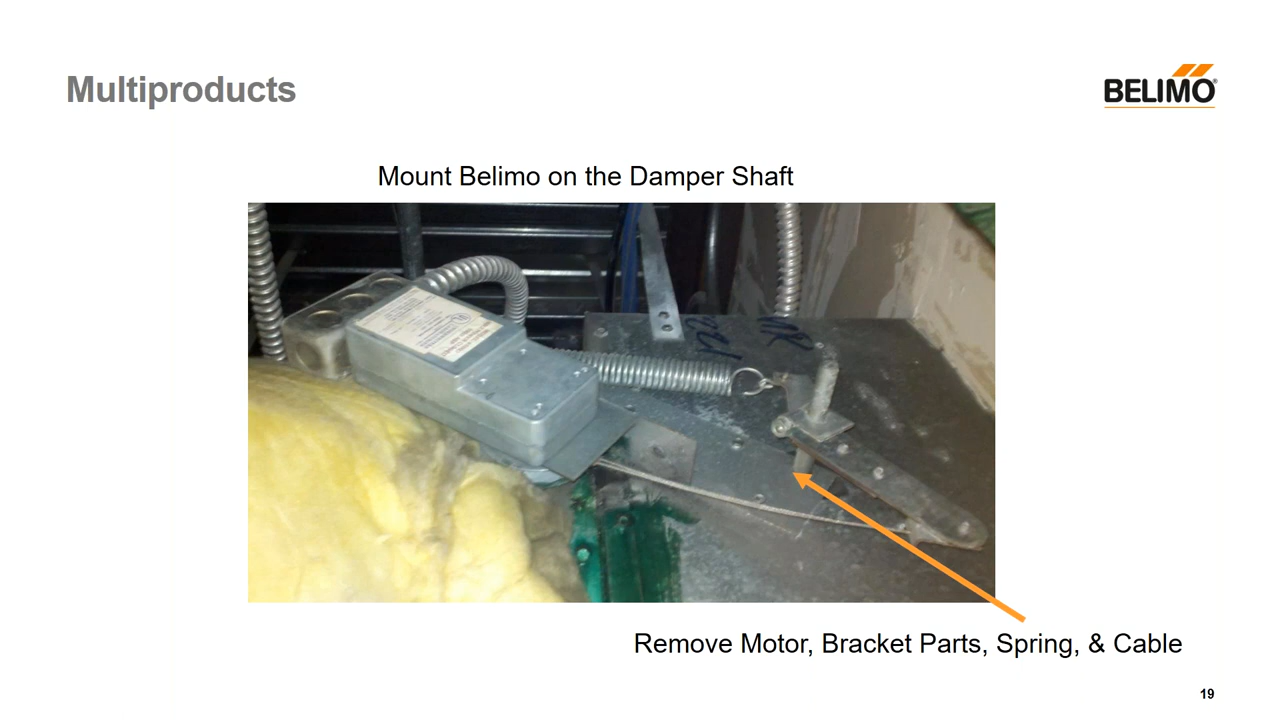 Multiproducts
BELIMO
Mount Belimo on the Damper Shaft
Remove Motor, Bracket Parts, Spring, & Cable
19